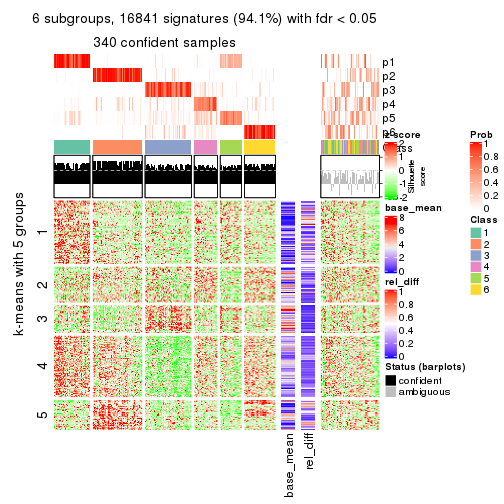 6 subgroups, 16841 signatures (94.1%) with fdr < 0.05
340 confident samples
p1
p2
p3
p4
p5
p6
Class
Silhouette
score
k-means with 5 groups
1
2
3
4
5
base_mean
rel_diff
z-score
2
1
0
-1
-2
base_mean
8
6
4
2
0
rel_diff
1
0.8
0.6
0.4
0.2
0
Status (barplots)
confident
ambiguous
Prob
1
0.8
0.6
0.4
0.2
0
Class
1
2
3
4
5
6